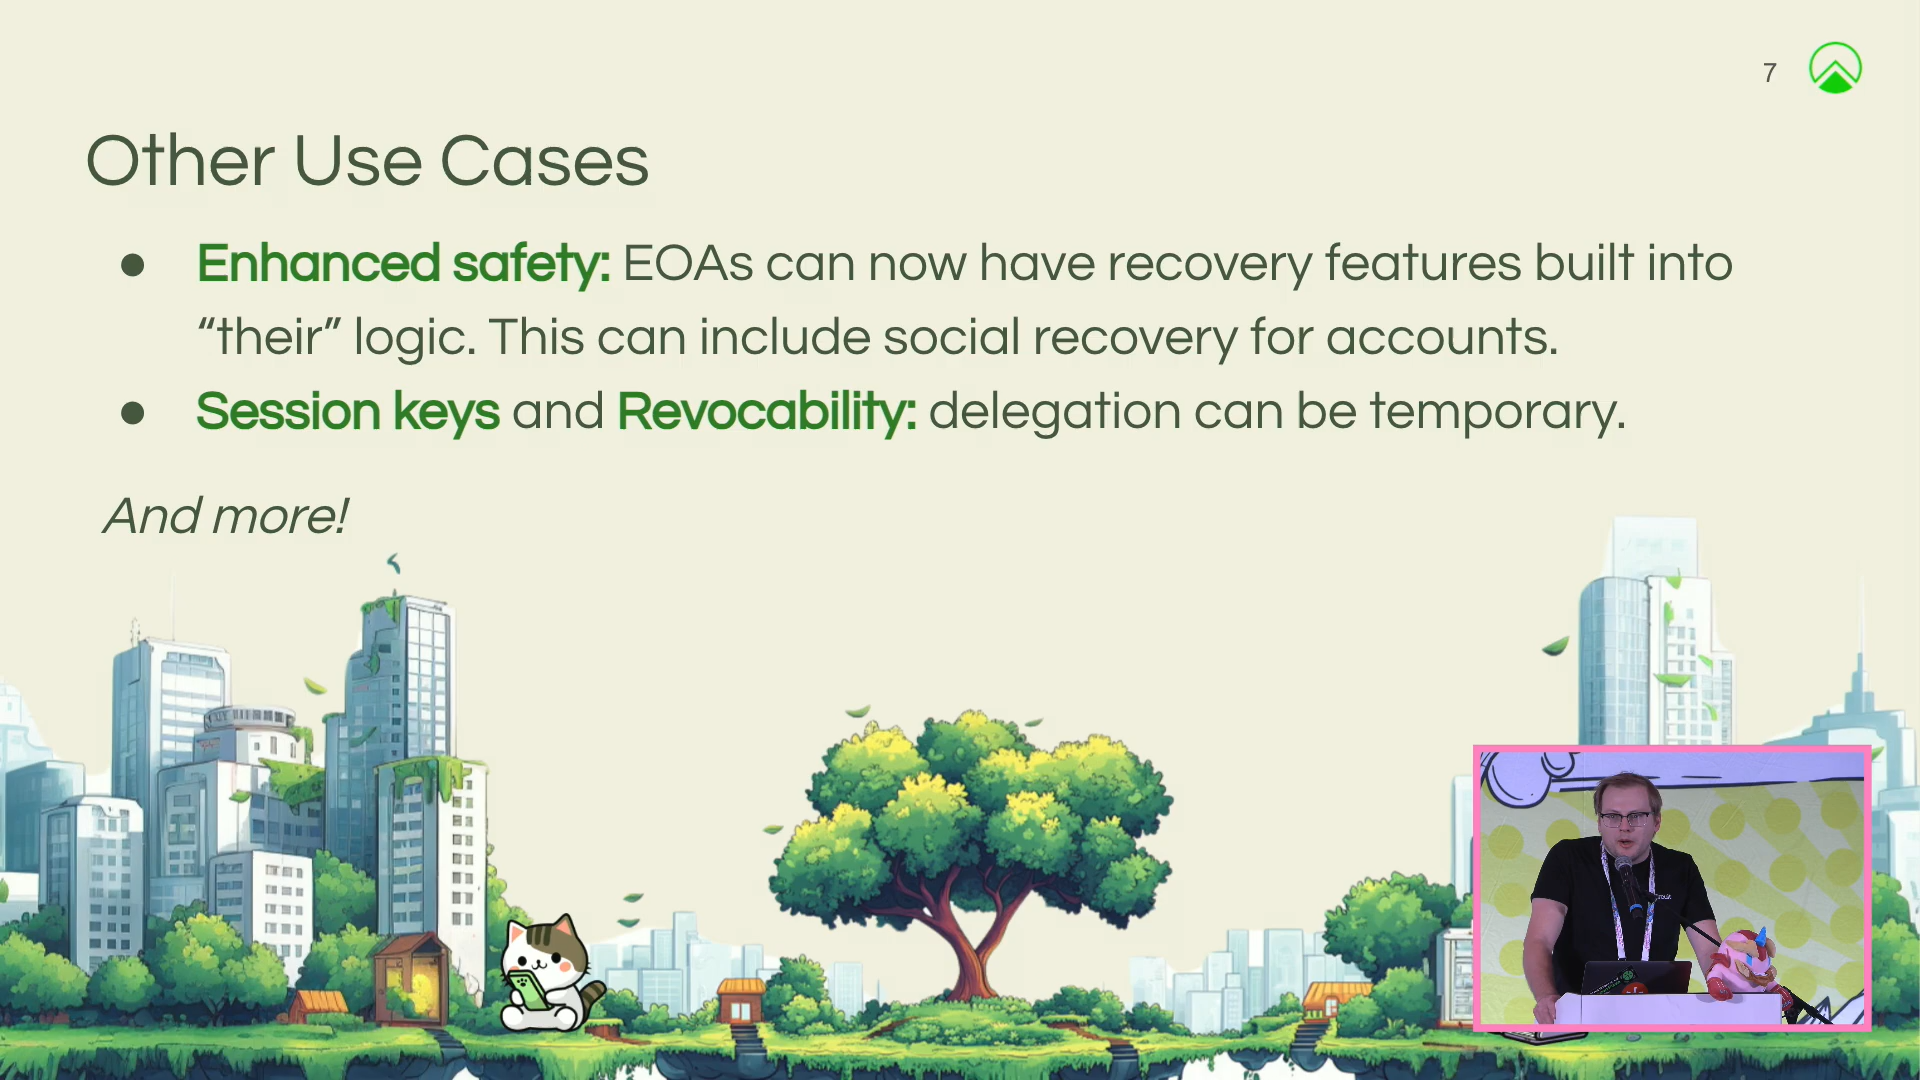 7
Other Use Cases
● Enhanced safety: EOAs can now have recovery features built into
“their” logic. This can include social recovery for accounts.
● Session keys and Revocability: delegation can be temporary.
And more!